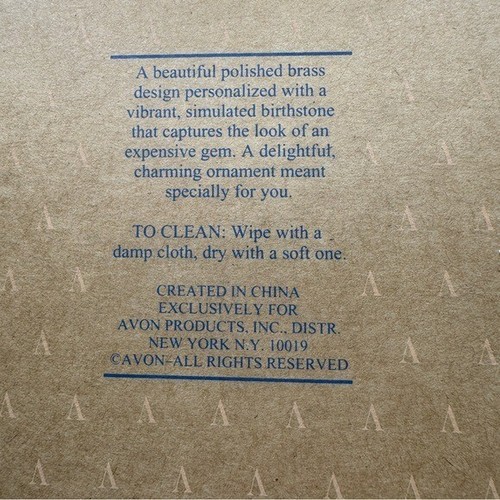 A beautiful polished brass
design personalized with a
vibrant, simulated birthstone
that captures the look of an
expensive gem. A delightful,
charming ornament meant
specially for you.
TO CLEAN: Wipe with a
damp cloth, dry with a soft one.
CREATED IN CHINA
EXCLUSIVELY FOR
AVON PRODUCTS, INC., DISTR.
NEW YORK N.Y. 10019
©AVON–ALL RIGHTS RESERVED